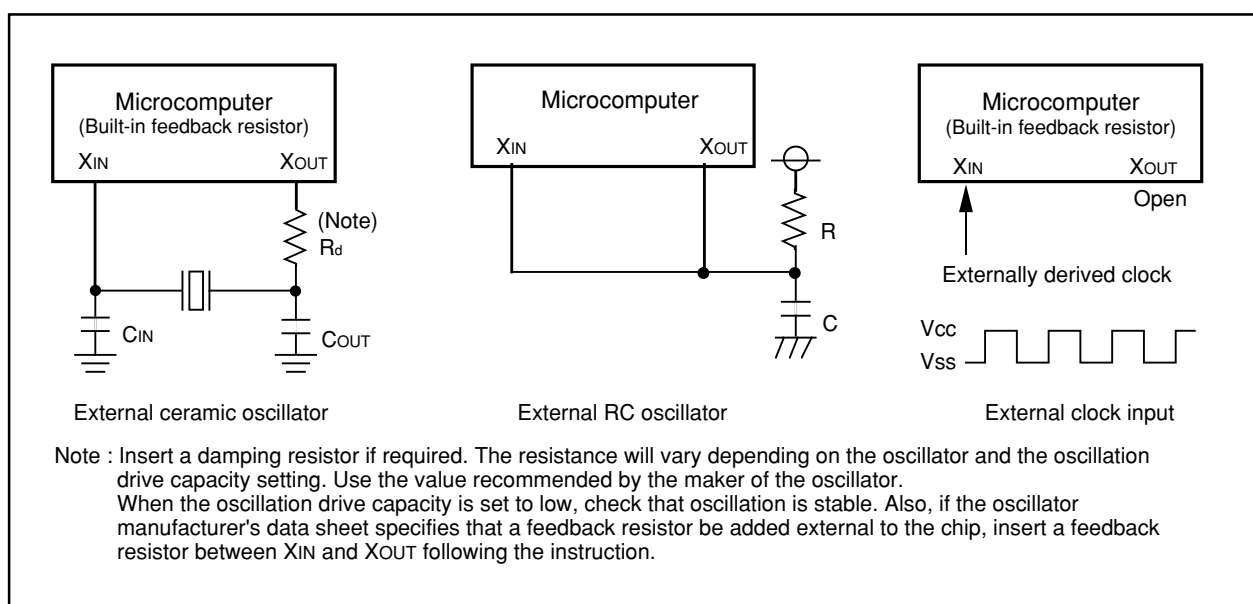 Microcomputer
(Built-in feedback resistor)
XIN XOUT
(Note)
Rd
CIN
COUT
External ceramic oscillator
Microcomputer
XIN XOUT
R
C
External RC oscillator
Microcomputer
(Built-in feedback resistor)
XIN XOUT
Open
Externally derived clock
Vcc
Vss
External clock input
Note : Insert a damping resistor if required. The resistance will vary depending on the oscillator and the oscillation
drive capacity setting. Use the value recommended by the maker of the oscillator.
When the oscillation drive capacity is set to low, check that oscillation is stable. Also, if the oscillator
manufacturer's data sheet specifies that a feedback resistor be added external to the chip, insert a feedback
resistor between XIN and XOUT following the instruction.